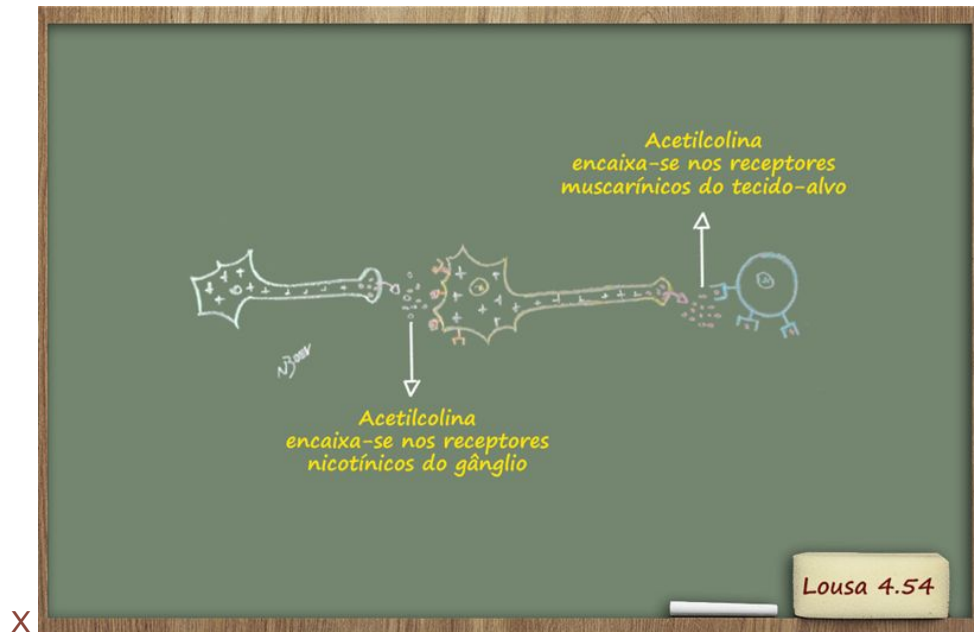 Acetilcolina
encaixa-se nos receptores
muscarínicos do tecido-alvo
Acetilcolina
encaixa-se nos receptores
nicotínicos do gânglio
Lousa 4.54
X